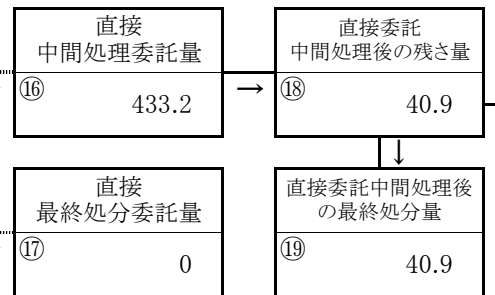 直接
中間処理委託量
⑯
433.2
→
直接委託
中間処理後の残さ量
⑱
40.9
↓
直接
最終処分委託量
⑰
0
直接委託中間処理後
の最終処分量
⑲
40.9